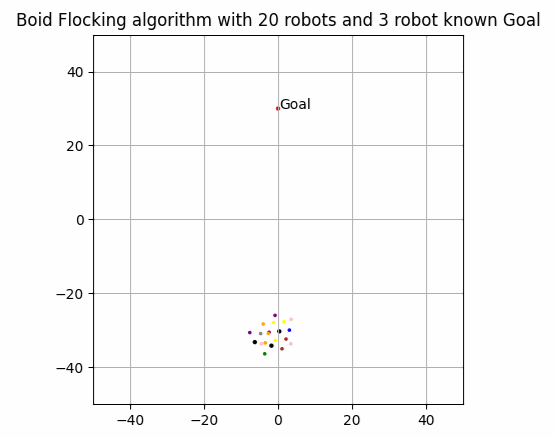 Boid Flocking algorithm with 20 robots and 3 robot known Goal
40
Goal
20
0
−20
−40
−40 −20 0 20 40